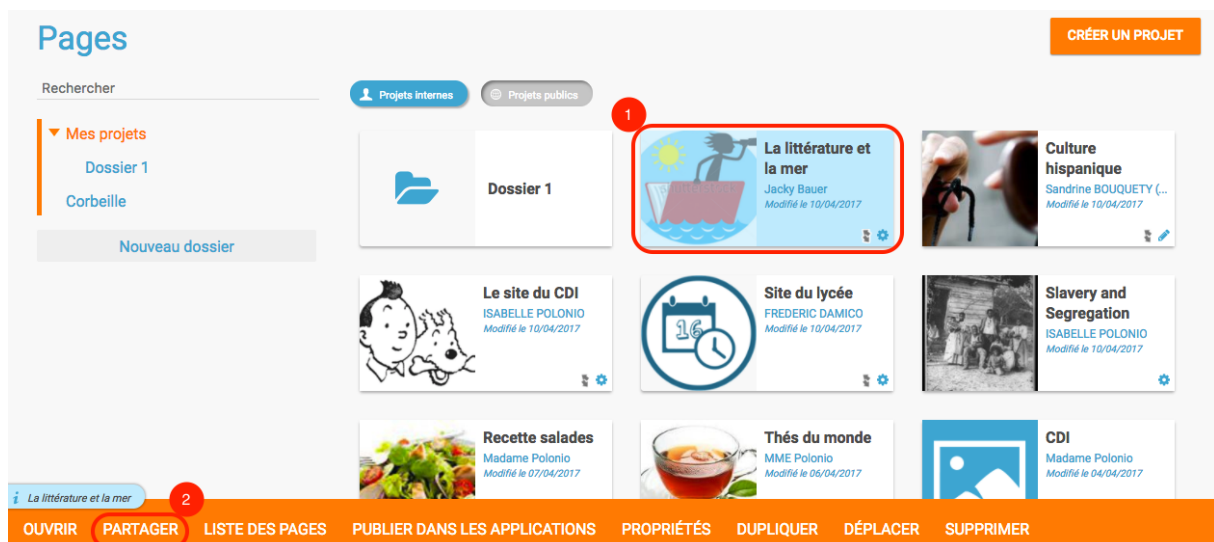 Pages
CRÉER UN PROJET
Rechercher
Projets internes
Projets publics
1
Mes projets
Dossier 1
Corbeille
Nouveau dossier
Dossier 1
La littérature et
la mer
Jacky Bauer
Modifié le 10/04/2017
Culture
hispanique
Sandrine BOUQUETY (...
Modifié le 10/04/2017
Le site du CDI
ISABELLE POLONIO
Modifié le 10/04/2017
16
Site du lycée
FREDERIC DAMICO
Modifié le 10/04/2017
Slavery and
Segregation
ISABELLE POLONIO
Modifié le 10/04/2017
Recette salades
Madame Polonio
Modifié le 07/04/2017
Thés du monde
MME Polonio
Modifié le 06/04/2017
CDI
Madame Polonio
Modifié le 04/04/2017
i La littérature et la mer
2
OUVRIR PARTAGER LISTE DES PAGES PUBLIER DANS LES APPLICATIONS PROPRIÉTÉS DUPLIQUER DÉPLACER SUPPRIMER